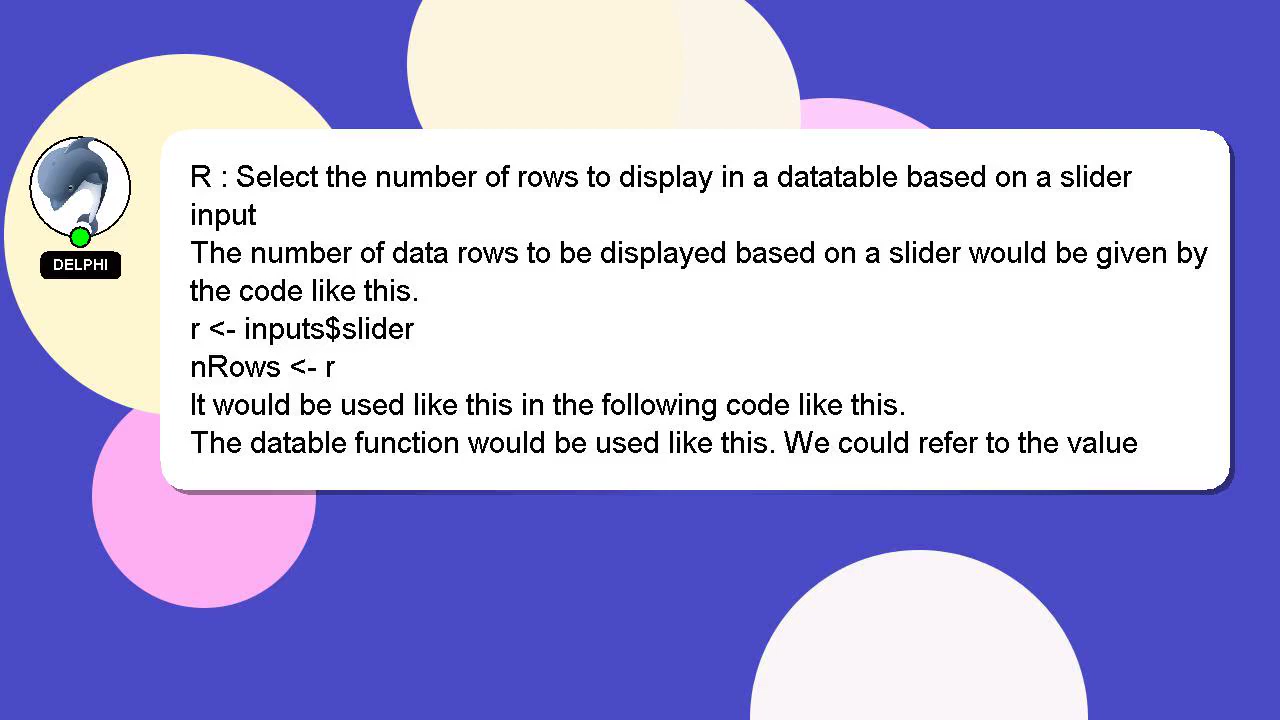 R : Select the number of rows to display in a datatable based on a slider
input
The number of data rows to be displayed based on a slider would be given by
the code like this.
r <- inputs$slider
nRows <- r
It would be used like this in the following code like this.
The datable function would be used like this. We could refer to the value
DELPHI